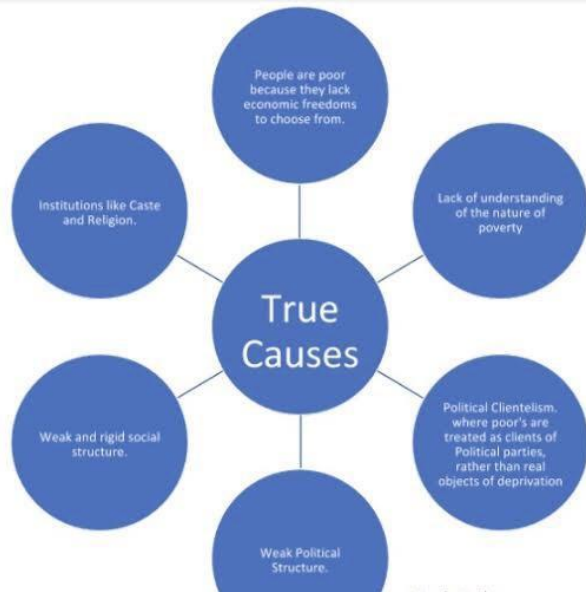 People are poor
because they lack
economic freedoms
to choose from.
Institutions like Caste
and Religion.
Lack of understanding
of the nature of
poverty
True
Causes
Weak and rigid social
structure.
Political Clientelism.
where poor's are
treated as clients of
Political parties,
rather than real
objects of deprivation
Weak Political
Structure.